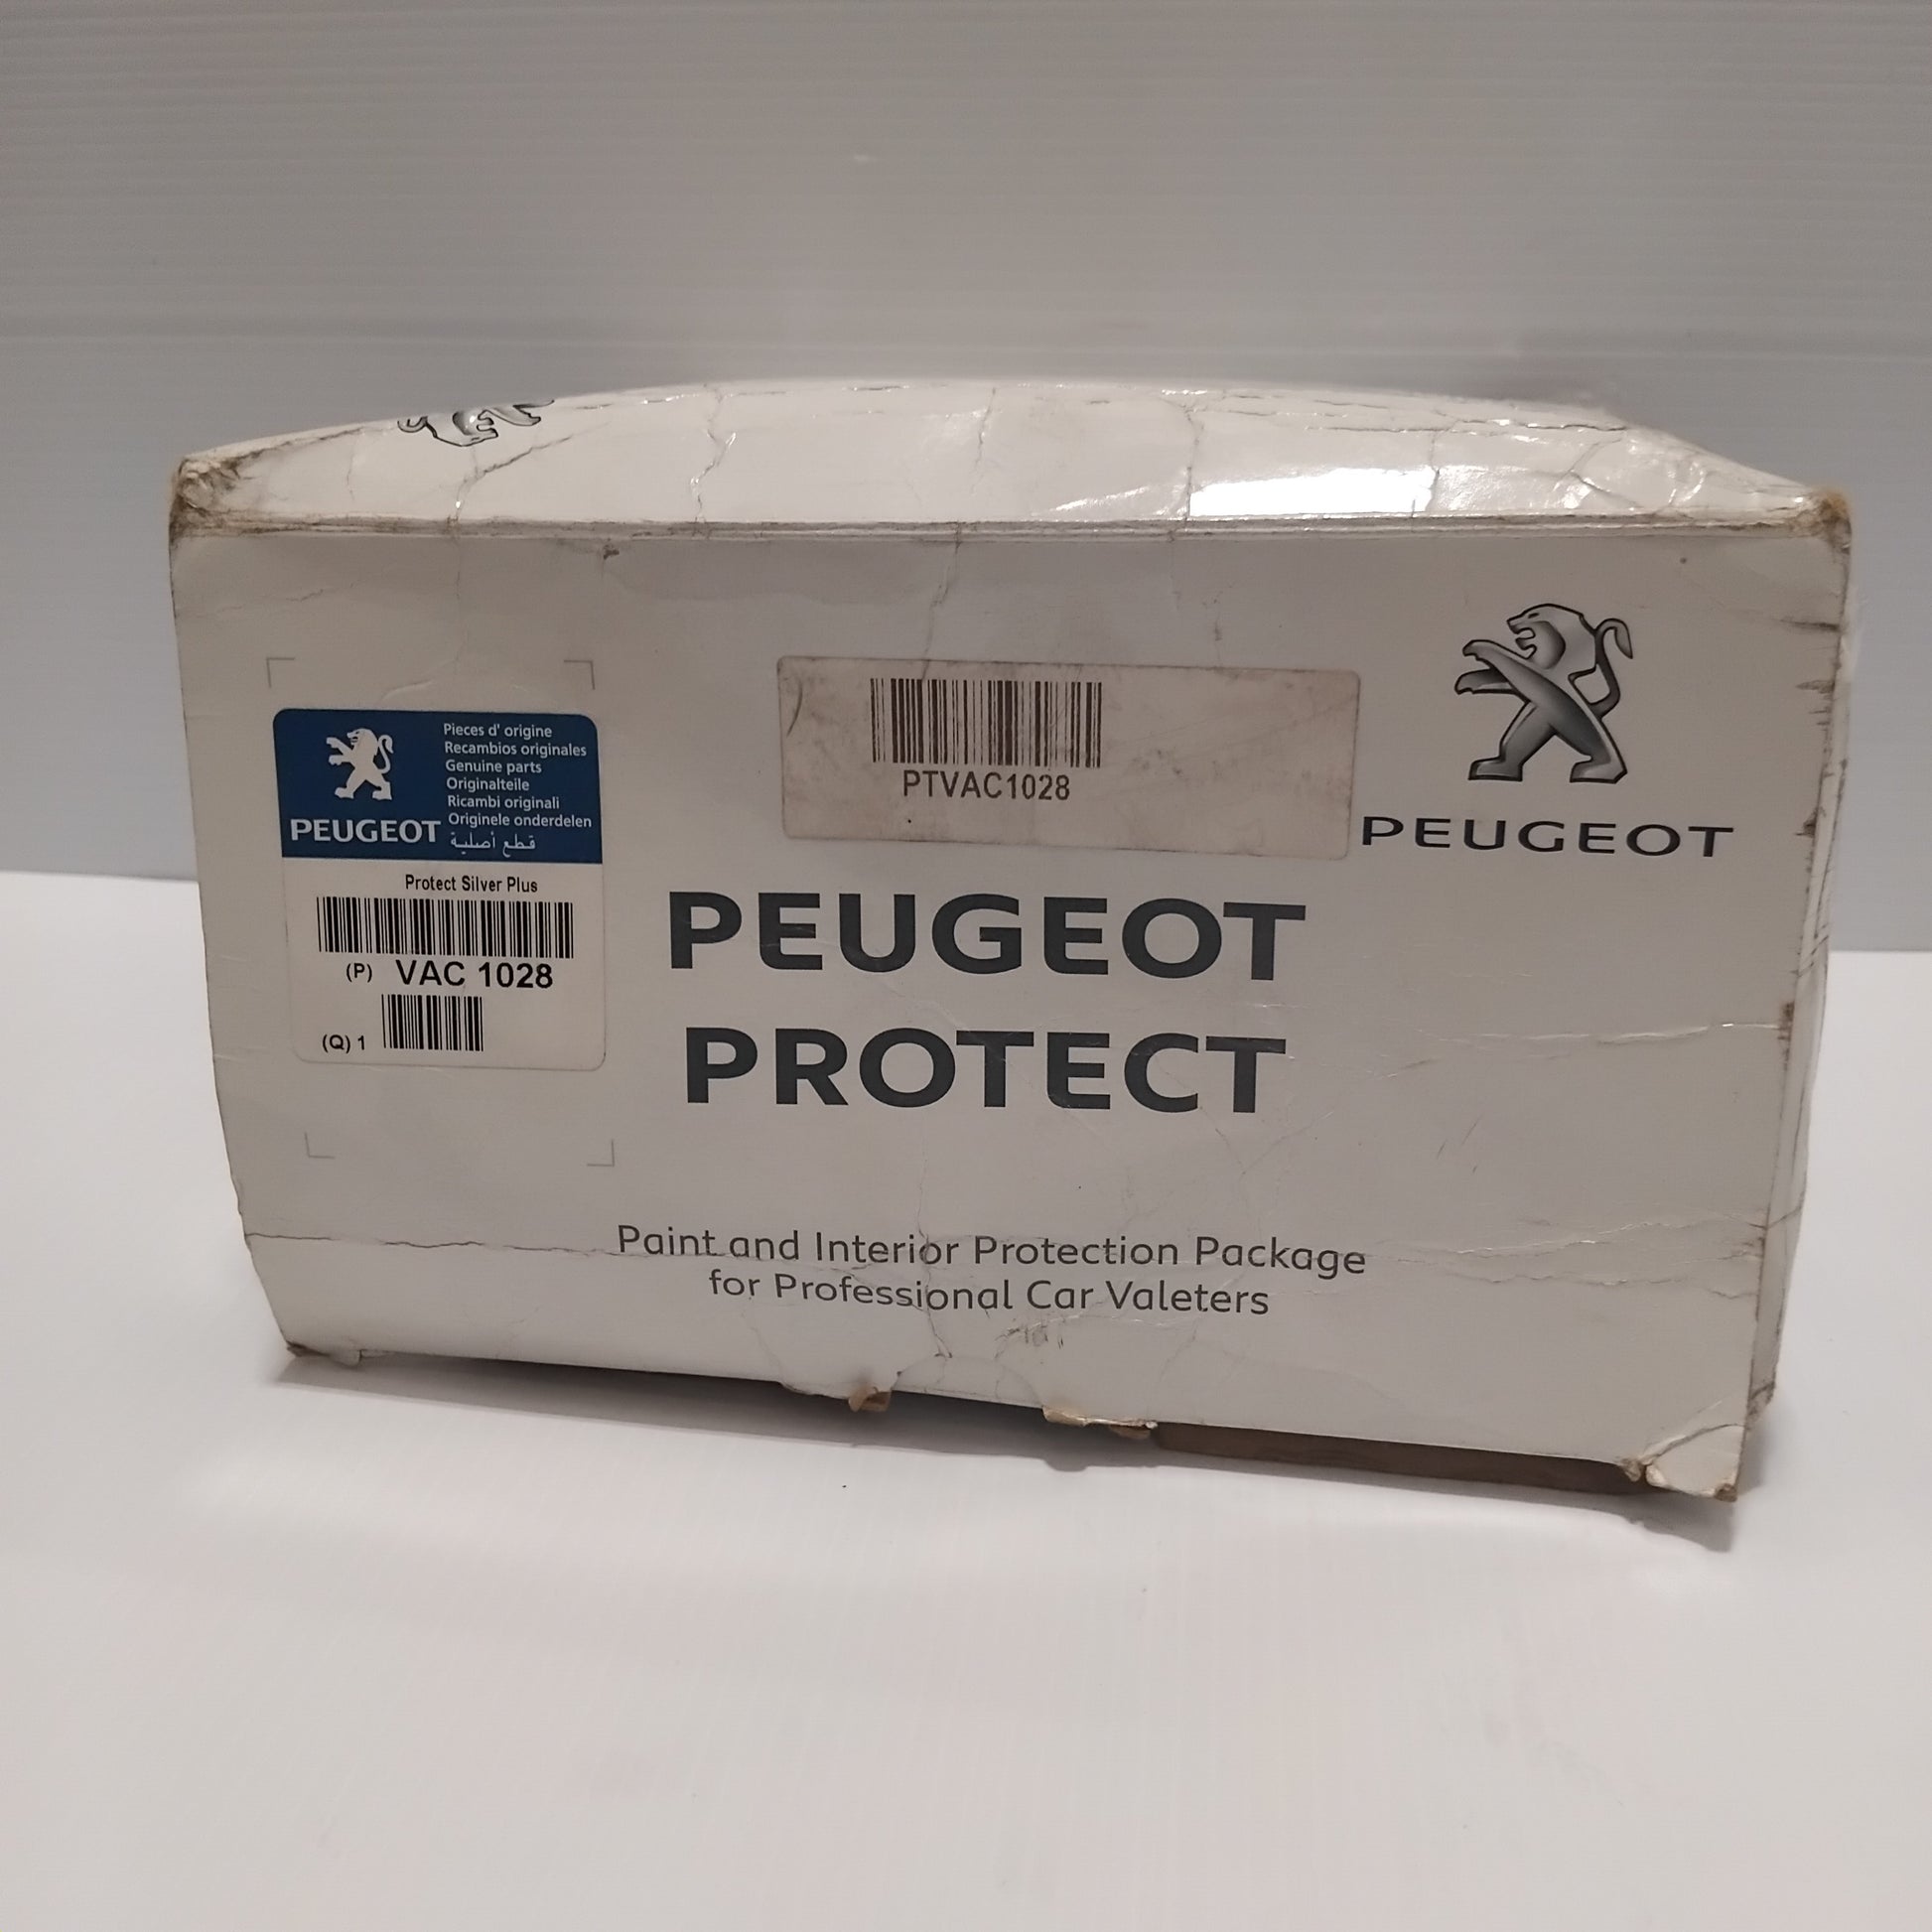 Pieces d' origine
Recambios originales
Genuine parts
Originalteile
Ricambi originali
Originele onderdelen
قطع أصلية
PEUGEOT
Protect Silver Plus
(P) VAC 1028
(Q) 1
PTVAC1028
PEUGEOT
PEUGEOT
PROTECT
Paint and Interior Protection Package
for Professional Car Valeters